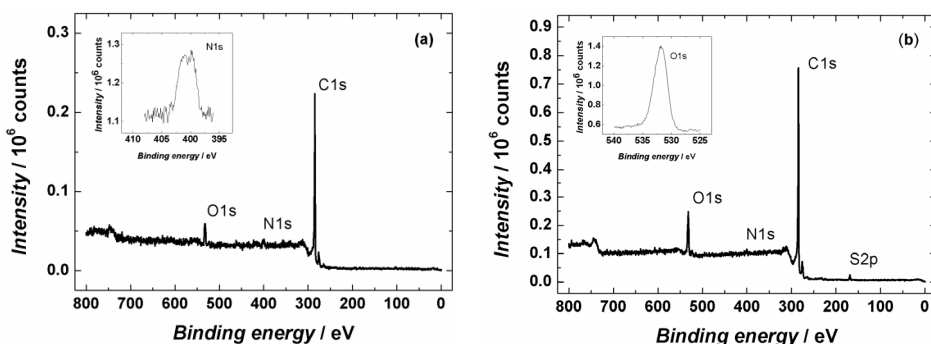 (a)
Intensity / 10⁶ counts
0.3
0.2
0.1
0.0
800 700 600 500 400 300 200 100 0
Binding energy / eV
C1s
O1s
N1s
N1s
Intensity / 10⁶ counts
1.3
1.2
1.1
410 405 402 399 395
Binding energy / eV
(b)
Intensity / 10⁶ counts
0.9
0.8
0.7
0.6
0.5
0.4
0.3
0.2
0.1
0.0
800 700 600 500 400 300 200 100 0
Binding energy / eV
C1s
O1s
N1s
S2p
O1s
Intensity / 10⁶ counts
1.4
1.2
1.0
0.8
0.6
540 535 530 525
Binding energy / eV